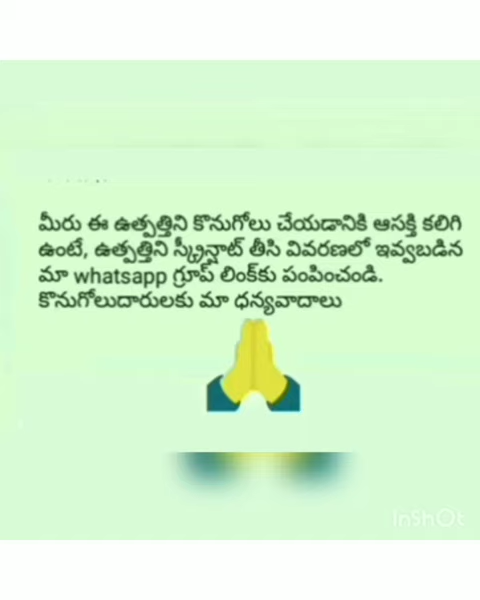 మీరు ఈ ఉత్పత్తిని కొనుగోలు చేయడానికి ఆసక్తి కలిగి
ఉంటే, ఉత్పత్తిని స్క్రీన్షాట్ తీసి వివరణలో ఇవ్వబడిన
మా whatsapp గ్రూప్ లింక్‌కు పంపించండి.
కొనుగోలుదారులకు మా ధన్యవాదాలు
InShOt